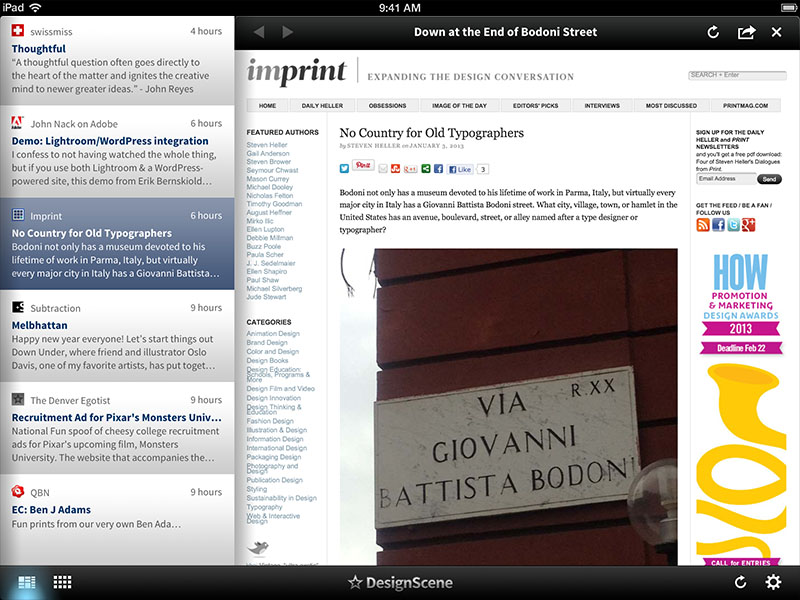 iPad
9:41 AM
swissmiss
4 hours
Thoughtful
“A thoughtful question often goes directly to
the heart of the matter and ignites the creative
mind to newer greater ideas.” - John Reyes
John Nack on Adobe
6 hours
Demo: Lightroom/WordPress integration
I confess to not having watched the whole thing,
but if you use both Lightroom & a WordPress-
powered site, this demo from Erik Bernskiold…
Imprint
6 hours
No Country for Old Typographers
Bodoni not only has a museum devoted to his
lifetime of work in Parma, Italy, but virtually
every major city in Italy has a Giovanni Battista…
Subtraction
9 hours
Melbhattan
Happy new year everyone! Let’s start things out
Down Under, where friend and illustrator Oslo
Davis, one of my favorite artists, has put toget…
The Denver Egotist
9 hours
Recruitment Ad for Pixar's Monsters Univ…
National Fun spoof of cheesy college recruitment
ads for Pixar's upcoming film, Monsters
University. The website that accompanies the…
QBN
9 hours
EC: Ben J Adams
Fun prints from our very own Ben Ada…
Down at the End of Bodoni Street
imprint
EXPANDING THE DESIGN CONVERSATION
SEARCH + Enter
HOME
DAILY HELLER
OBSESSIONS
IMAGE OF THE DAY
EDITORS' PICKS
INTERVIEWS
MOST DISCUSSED
PRINTMAG.COM
FEATURED AUTHORS
Steven Heller
Gail Anderson
Steven Brower
Seymour Chwast
Mason Currey
Michael Dooley
Nicholas Felton
Timothy Goodman
August Heffner
Mirko Ilic
Ellen Lupton
Debbie Millman
Buzz Poole
Paula Scher
J. J. Sedelmaier
Ellen Shapiro
Paul Shaw
Michael Silverberg
Jude Stewart
CATEGORIES
Animation Design
Brand Design
Color and Design
Design Books
Design Education:
Schools, Programs &
More
Design Film and Video
Design Innovation
Design Thinking &
Education
Fashion Design
Illustration & Design
Information Design
International Design
Packaging Design
Photography and
Design
Publication Design
Styling
Sustainability in Design
Typography
Web & Interactive
Design
No Country for Old Typographers
By STEVEN HELLER on JANUARY 5, 2013
Pin it
g+1
Like
3
Bodoni not only has a museum devoted to his lifetime of work in Parma, Italy, but virtually every major
city in Italy has a Giovanni Battista Bodoni street. What city, village, town, or hamlet in the
United States has an avenue, boulevard, street, or alley named after a type designer or
typographer?
VIA R.XX
GIOVANNI
BATTISTA BODONI
SIGN UP FOR THE DAILY
HELLER and PRINT
NEWSLETTERS
and you'll get a free pdf download:
Four of Steven Heller's Dialogues
from Print.
Email Address
Send
GET THE FEED / BE A FAN /
FOLLOW US
HOW
PROMOTION
& MARKETING
DESIGN AWARDS
2013
Deadline Feb 22
CALL for ENTRIES
DesignScene